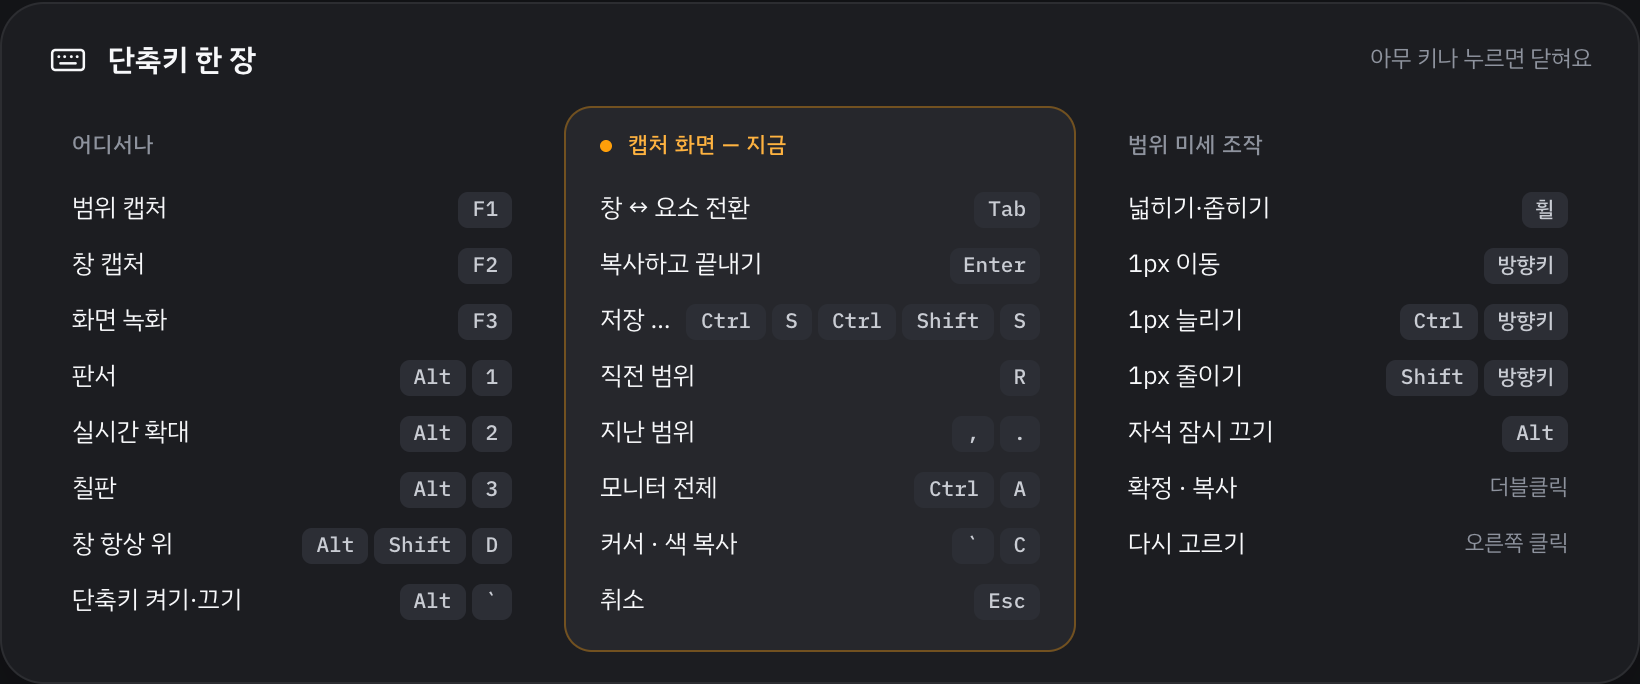 단축키 한 장
아무 키나 누르면 닫혀요
어디서나
범위 캡처 F1
창 캡처 F2
화면 녹화 F3
판서 Alt 1
실시간 확대 Alt 2
칠판 Alt 3
창 항상 위 Alt Shift D
단축키 켜기·끄기 Alt `
캡처 화면 — 지금
창 ↔ 요소 전환 Tab
복사하고 끝내기 Enter
저장 ... Ctrl S Ctrl Shift S
직전 범위 R
지난 범위 , .
모니터 전체 Ctrl A
커서 · 색 복사 ` C
취소 Esc
범위 미세 조작
넓히기·좁히기 휠
1px 이동 방향키
1px 늘리기 Ctrl 방향키
1px 줄이기 Shift 방향키
자석 잠시 끄기 Alt
확정 · 복사 더블클릭
다시 고르기 오른쪽 클릭